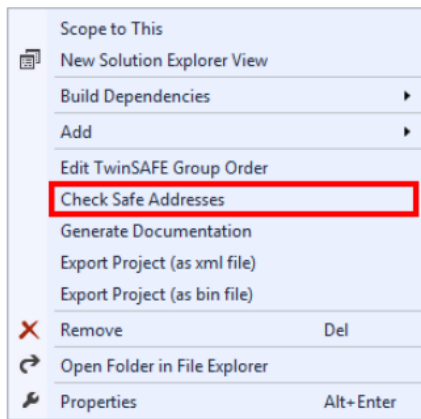 Scope to This
New Solution Explorer View
Build Dependencies
Add
Edit TwinSAFE Group Order
Check Safe Addresses
Generate Documentation
Export Project (as xml file)
Export Project (as bin file)
Remove Del
Open Folder in File Explorer
Properties Alt+Enter